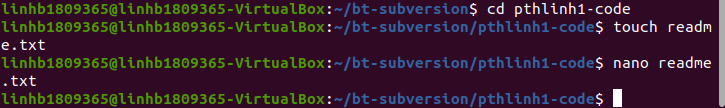 linhb1809365@linhb1809365-VirtualBox:~/bt-subversion$ cd pthlinh1-code
linhb1809365@linhb1809365-VirtualBox:~/bt-subversion/pthlinh1-code$ touch readm
e.txt
linhb1809365@linhb1809365-VirtualBox:~/bt-subversion/pthlinh1-code$ nano readme
.txt
linhb1809365@linhb1809365-VirtualBox:~/bt-subversion/pthlinh1-code$